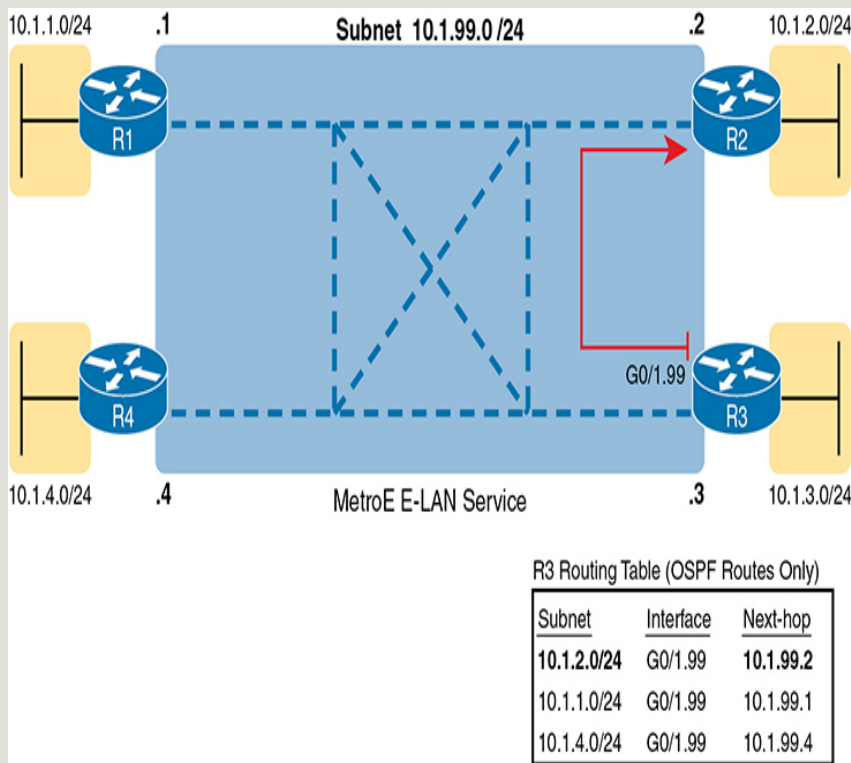 10.1.1.0/24
.1
Subnet 10.1.99.0 /24
.2
10.1.2.0/24
R1
R2
G0/1.99
R4
R3
10.1.4.0/24
.4
MetroE E-LAN Service
.3
10.1.3.0/24
R3 Routing Table (OSPF Routes Only)
Subnet Interface Next-hop
10.1.2.0/24 G0/1.99 10.1.99.2
10.1.1.0/24 G0/1.99 10.1.99.1
10.1.4.0/24 G0/1.99 10.1.99.4